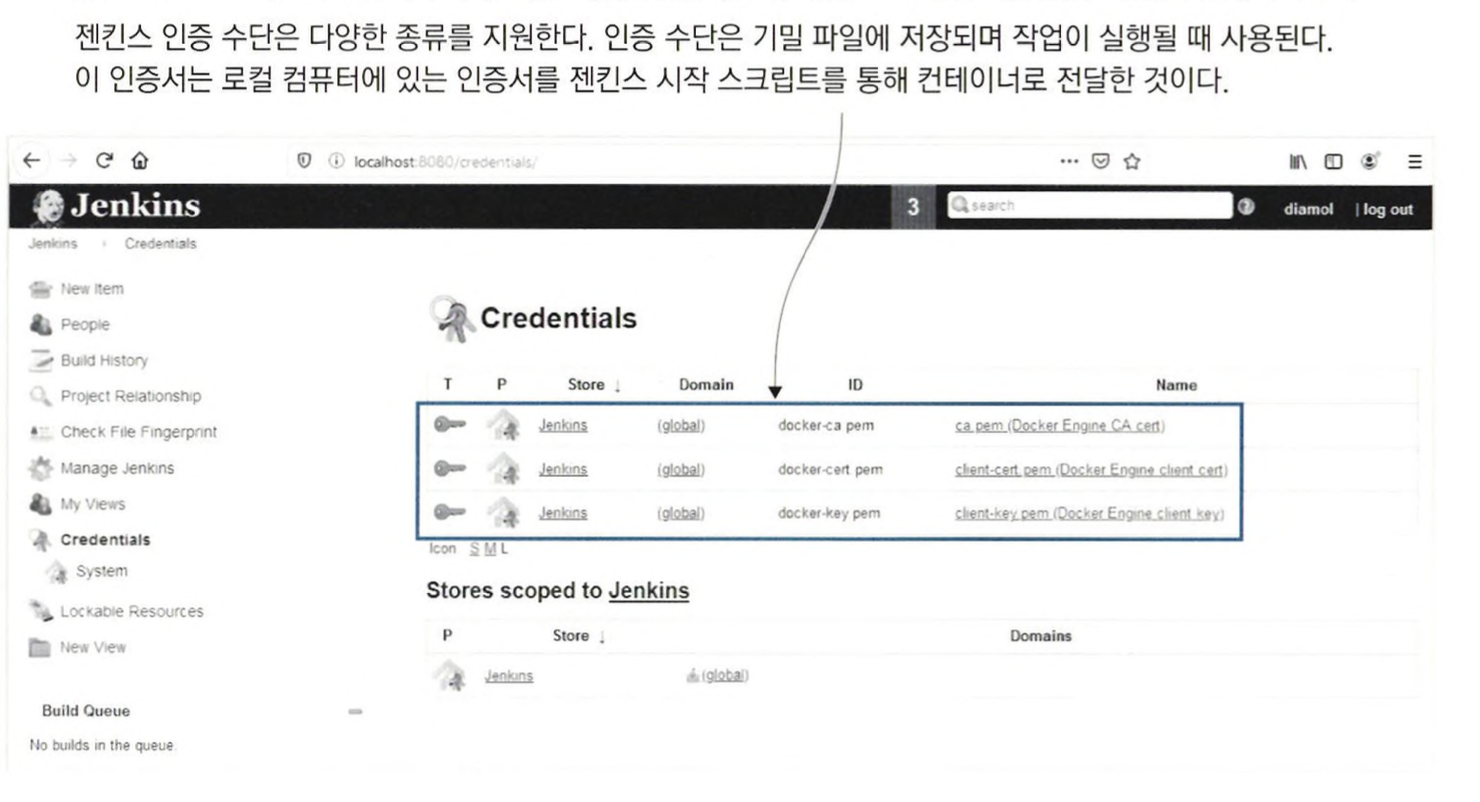 젠킨스 인증 수단은 다양한 종류를 지원한다. 인증 수단은 기밀 파일에 저장되며 작업이 실행될 때 사용된다.
이 인증서는 로컬 컴퓨터에 있는 인증서를 젠킨스 시작 스크립트를 통해 컨테이너로 전달한 것이다.
localhost:8080/credentials/
Jenkins 3 search diamol | log out
Jenkins Credentials
New Item
People
Build History
Project Relationship
Check File Fingerprint
Manage Jenkins
My Views
Credentials
System
Lockable Resources
New View
Build Queue
No builds in the queue.
Credentials
T P Store ↓ Domain ID Name
Jenkins (global) docker-ca pem ca.pem (Docker Engine CA cert)
Jenkins (global) docker-cert pem client-cert.pem (Docker Engine client cert)
Jenkins (global) docker-key pem client-key.pem (Docker Engine client key)
Icon S M L
Stores scoped to Jenkins
P Store ↓ Domains
Jenkins (global)